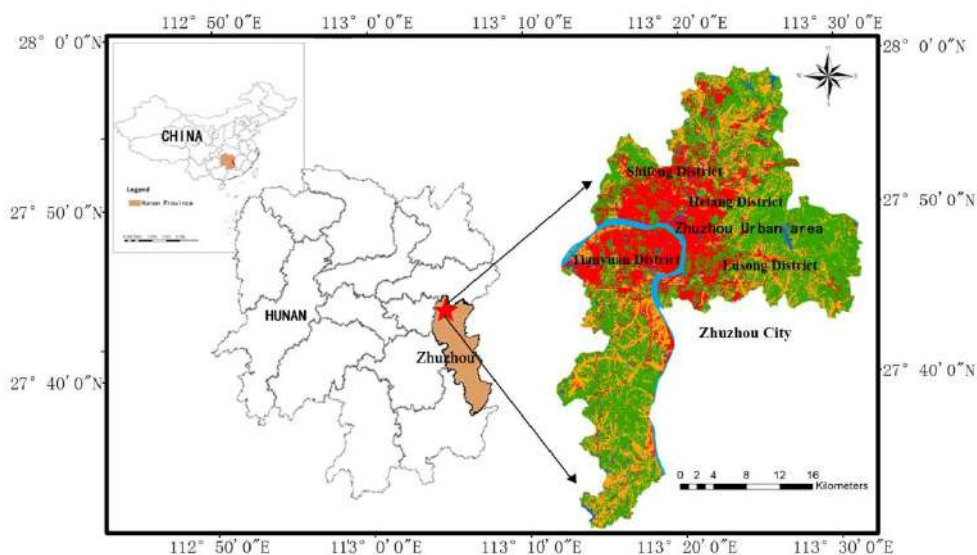 112° 50′ 0″E
113° 0′ 0″E
113° 10′ 0″E
113° 20′ 0″E
113° 30′ 0″E
28° 0′ 0″N
28° 0′ 0″N
N
CHINA
Legend
Hunan Province
Shifeng District
27° 50′ 0″N
Hetang District
27° 50′ 0″N
Zhuzhou Urban area
Tianyuan District
Lusong District
HUNAN
Zhuzhou City
Zhuzhou
27° 40′ 0″N
27° 40′ 0″N
0 2 4 8 12 16
Kilometers
112° 50′ 0″E
113° 0′ 0″E
113° 10′ 0″E
113° 20′ 0″E
113° 30′ 0″E